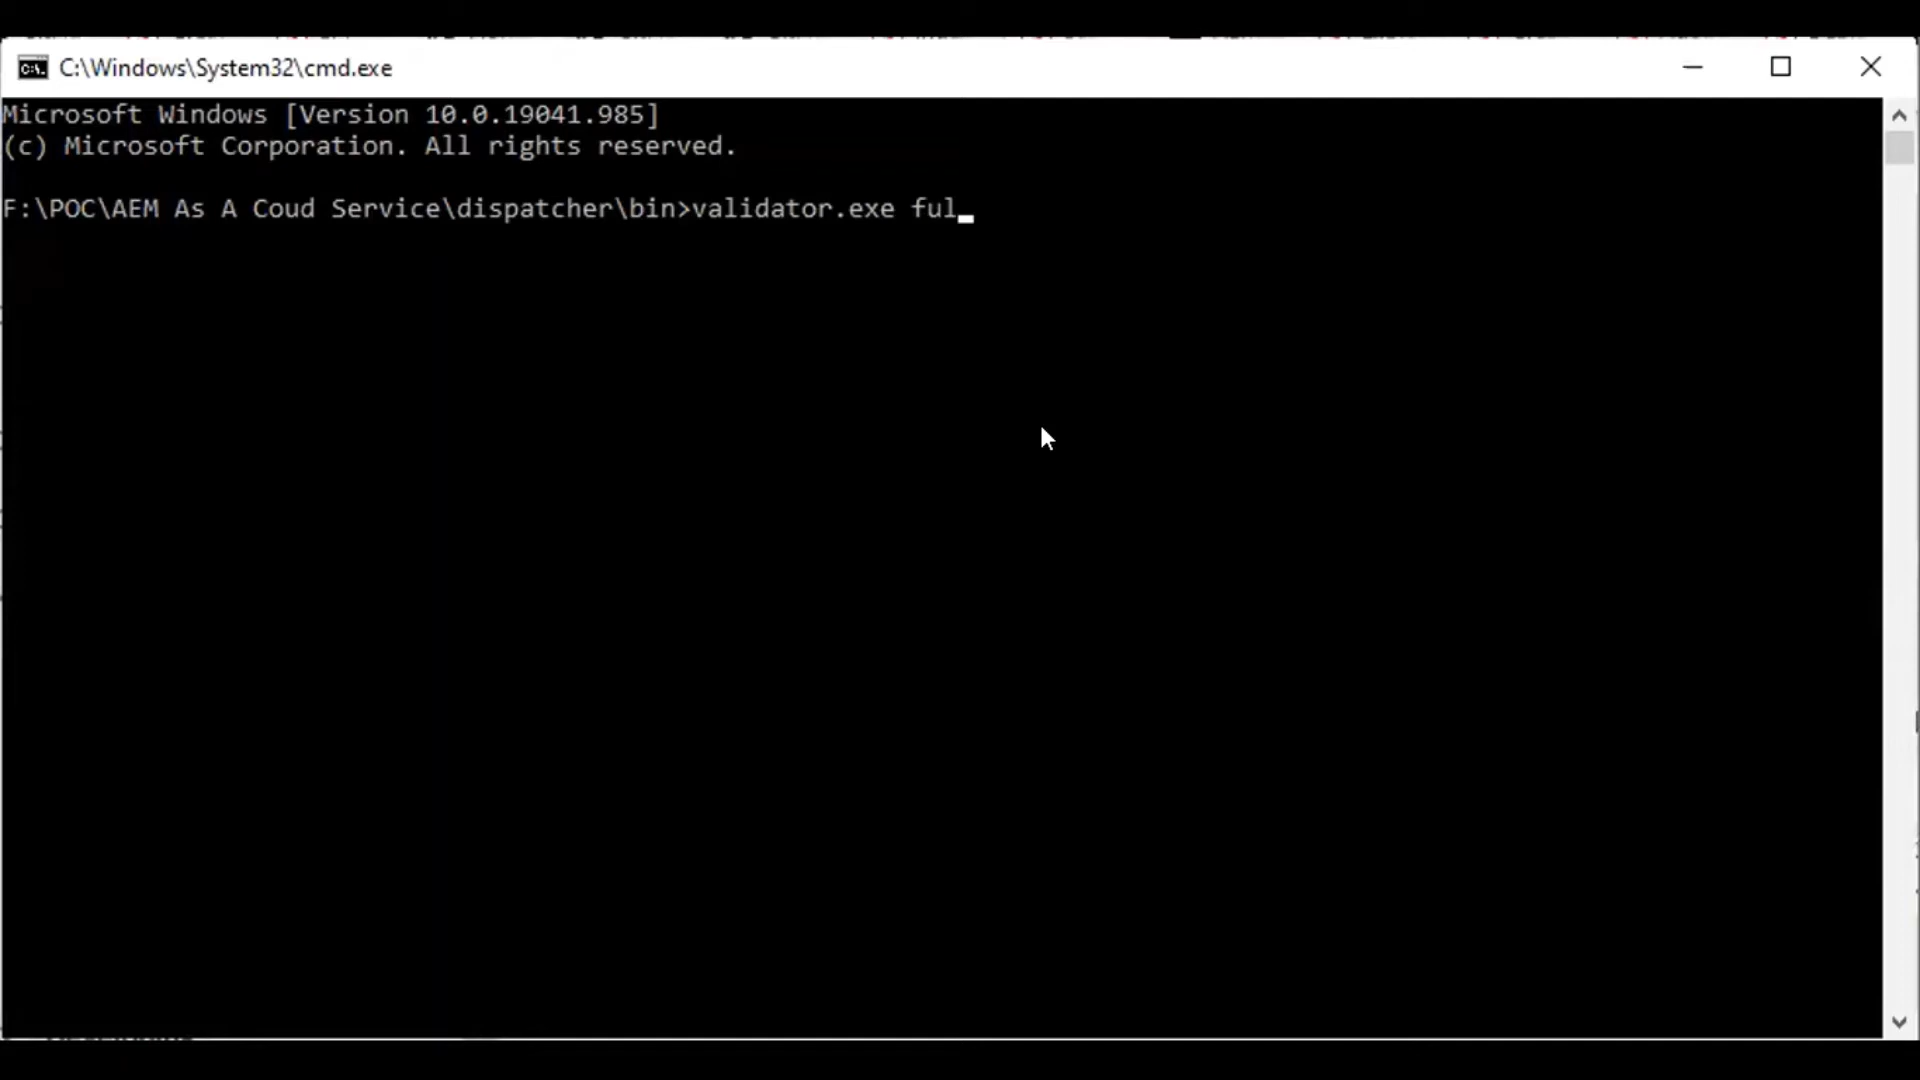 C:\Windows\System32\cmd.exe
Microsoft Windows [Version 10.0.19041.985]
(c) Microsoft Corporation. All rights reserved.
F:\POC\AEM As A Coud Service\dispatcher\bin>validator.exe ful